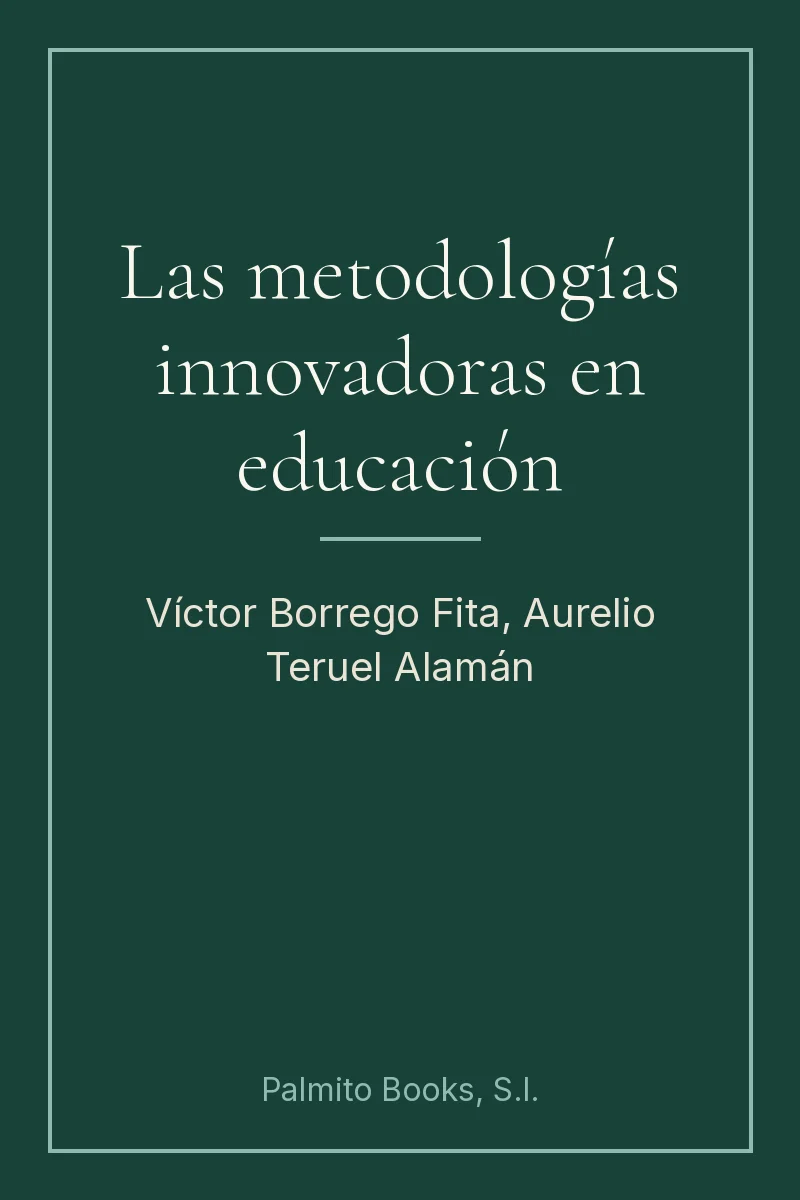 Las metodologías
innovadoras en
educación
Víctor Borrego Fita, Aurelio
Teruel Alamán
Palmito Books, S.l.